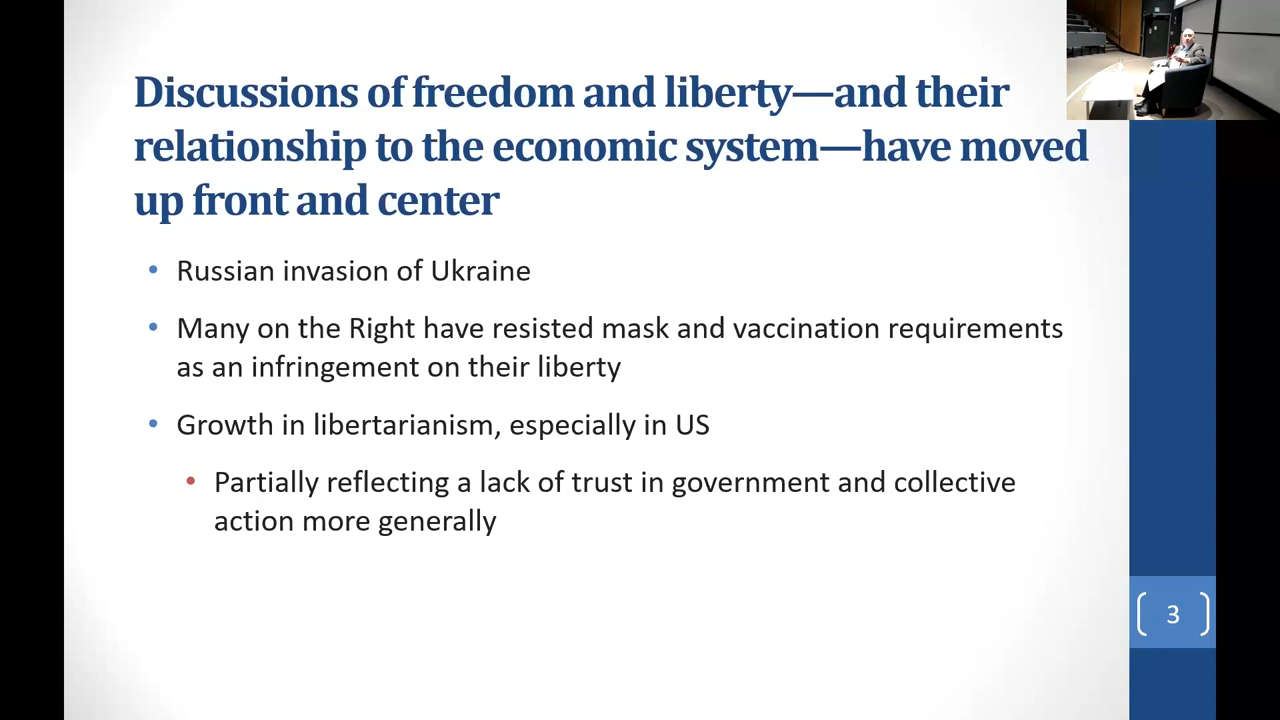 Discussions of freedom and liberty—and their
relationship to the economic system—have moved
up front and center
• Russian invasion of Ukraine
• Many on the Right have resisted mask and vaccination requirements
as an infringement on their liberty
• Growth in libertarianism, especially in US
• Partially reflecting a lack of trust in government and collective
action more generally
3